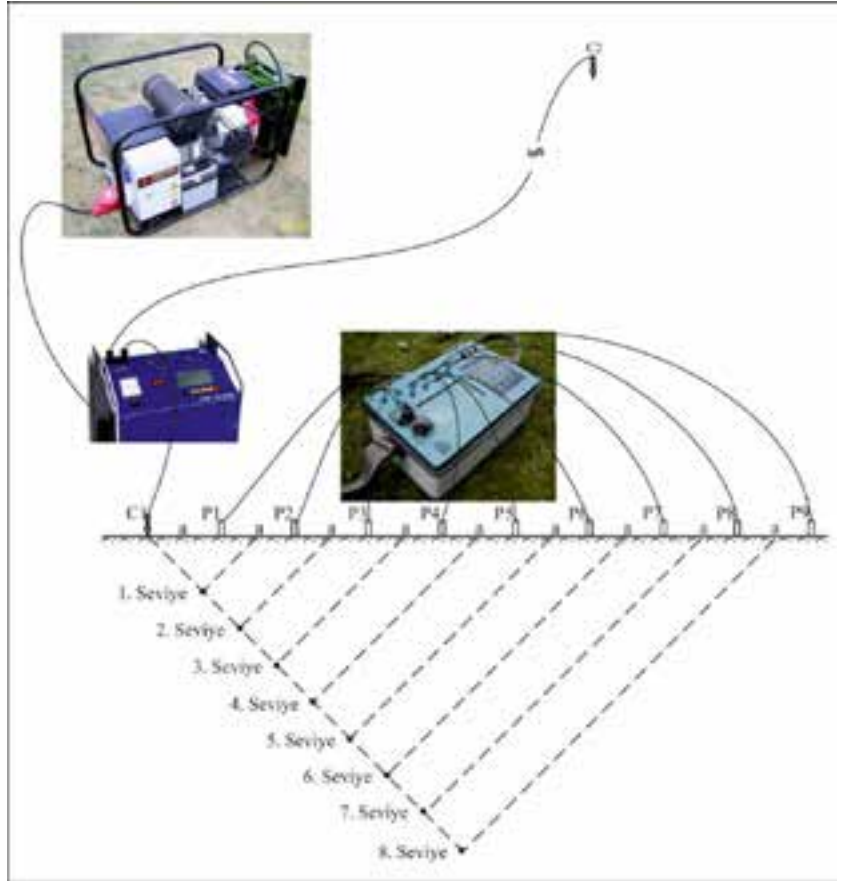 C1 a P1 a P2 a P3 a P4 a P5 a P6 a P7 a P8 a P9
1. Seviye
2. Seviye
3. Seviye
4. Seviye
5. Seviye
6. Seviye
7. Seviye
8. Seviye